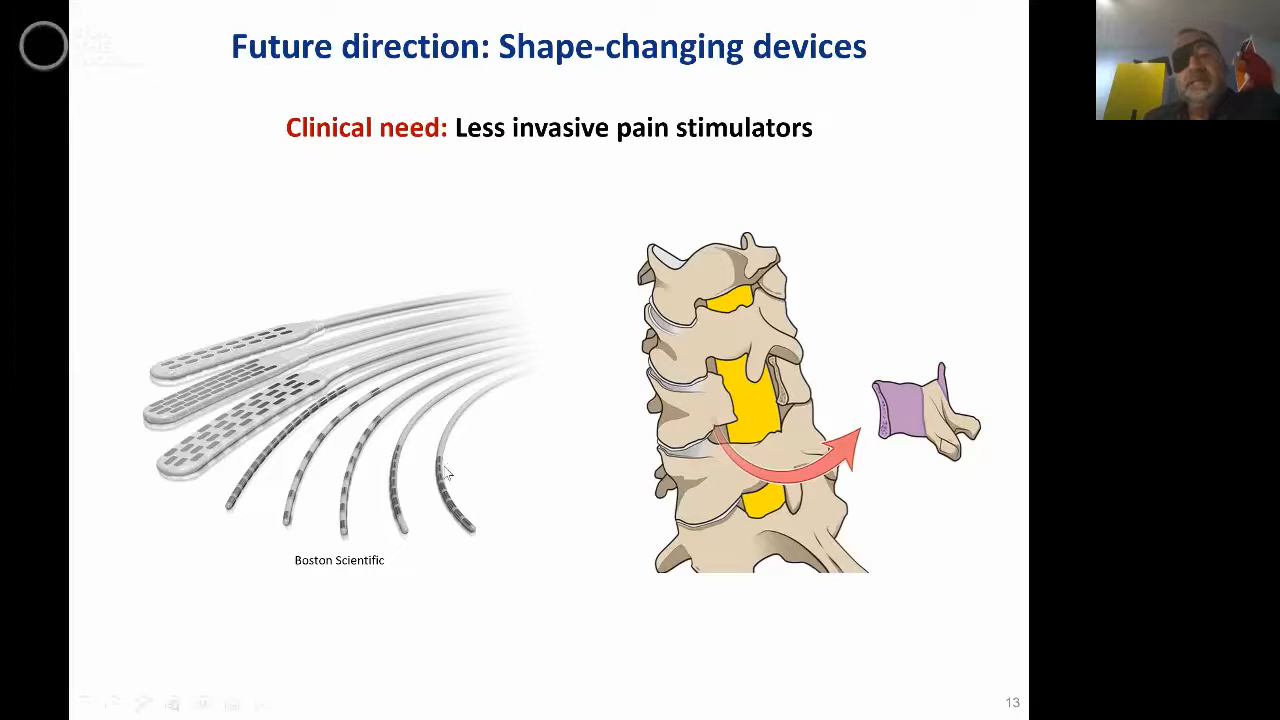 Future direction: Shape-changing devices
Clinical need: Less invasive pain stimulators
Boston Scientific
13